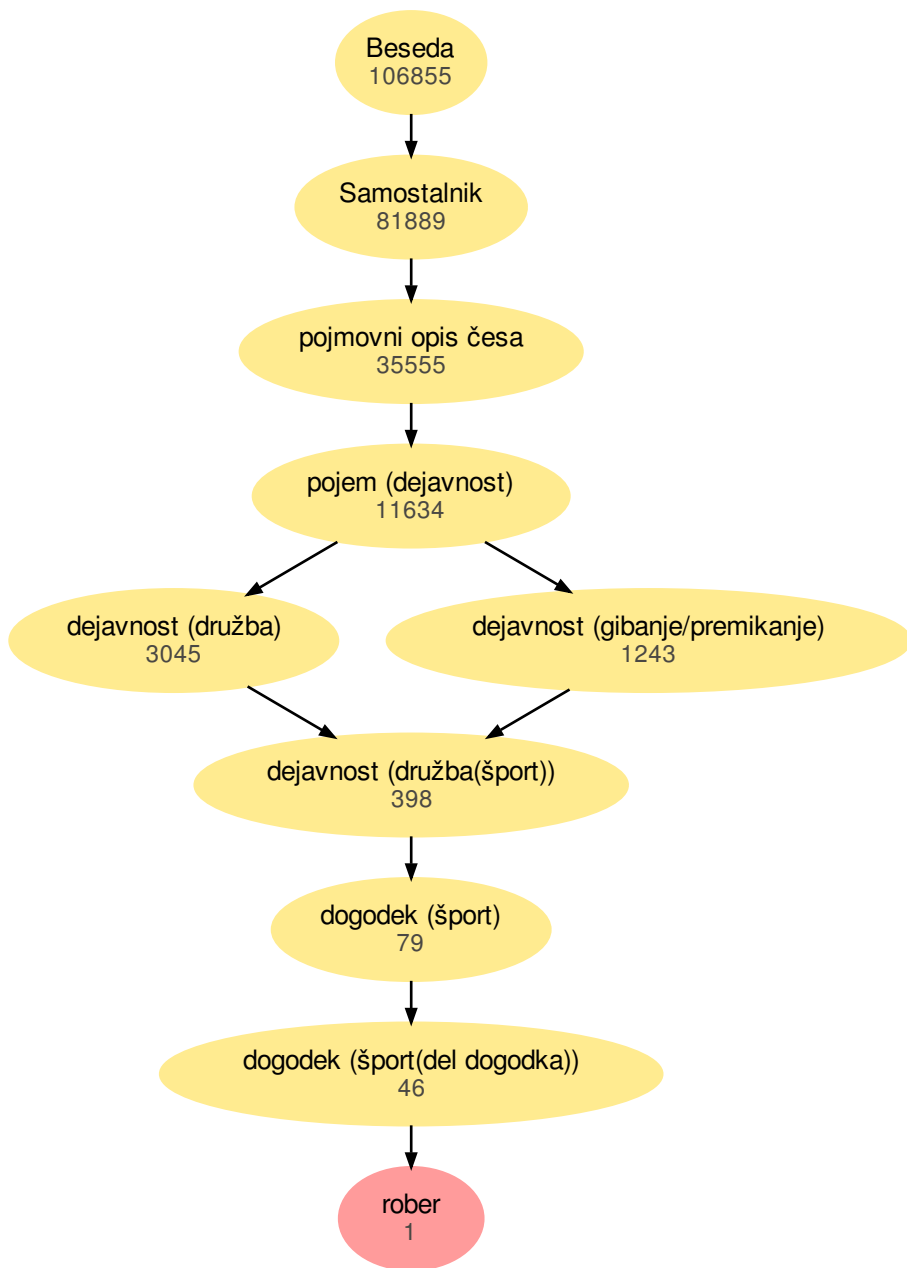 Beseda
106855
Samostalnik
81889
pojmovni opis česa
35555
pojem (dejavnost)
11634
dejavnost (družba)
3045
dejavnost (gibanje/premikanje)
1243
dejavnost (družba(šport))
398
dogodek (šport)
79
dogodek (šport(del dogodka))
46
rober
1